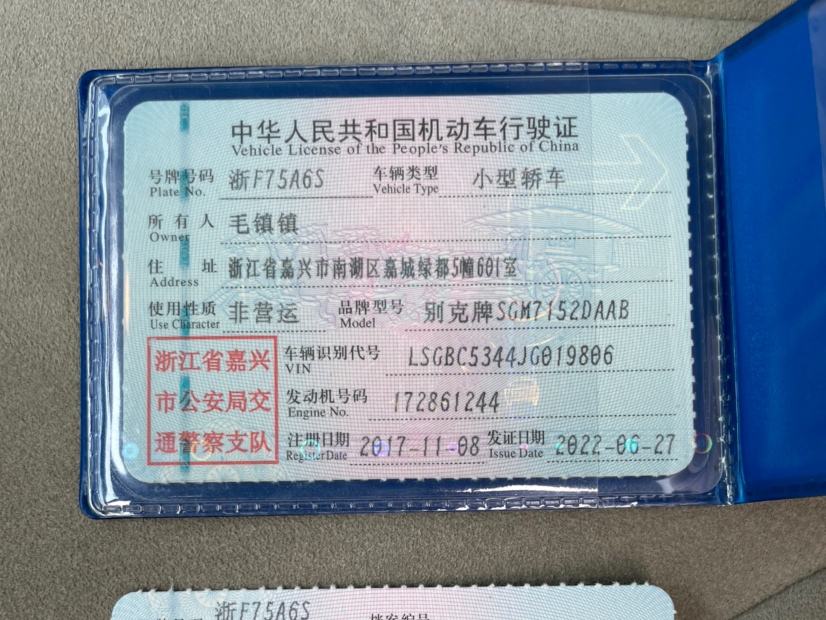 中华人民共和国机动车行驶证
Vehicle License of the People's Republic of China
号牌号码 浙F75A6S 车辆类型 小型轿车
Plate No. Vehicle Type
所有人 毛镇镇
Owner
住址 浙江省嘉兴市南湖区嘉城绿都5幢601室
Address
使用性质 非营运 品牌型号 别克牌SGM7152DAAB
Use Character Model
浙江省嘉兴 车辆识别代号 LSGBC5344JG019806
VIN
市公安局交 发动机号码 172861244
Engine No.
通警察支队 注册日期 2017-11-08 发证日期 2022-06-27
Register Date Issue Date
浙F75A6S